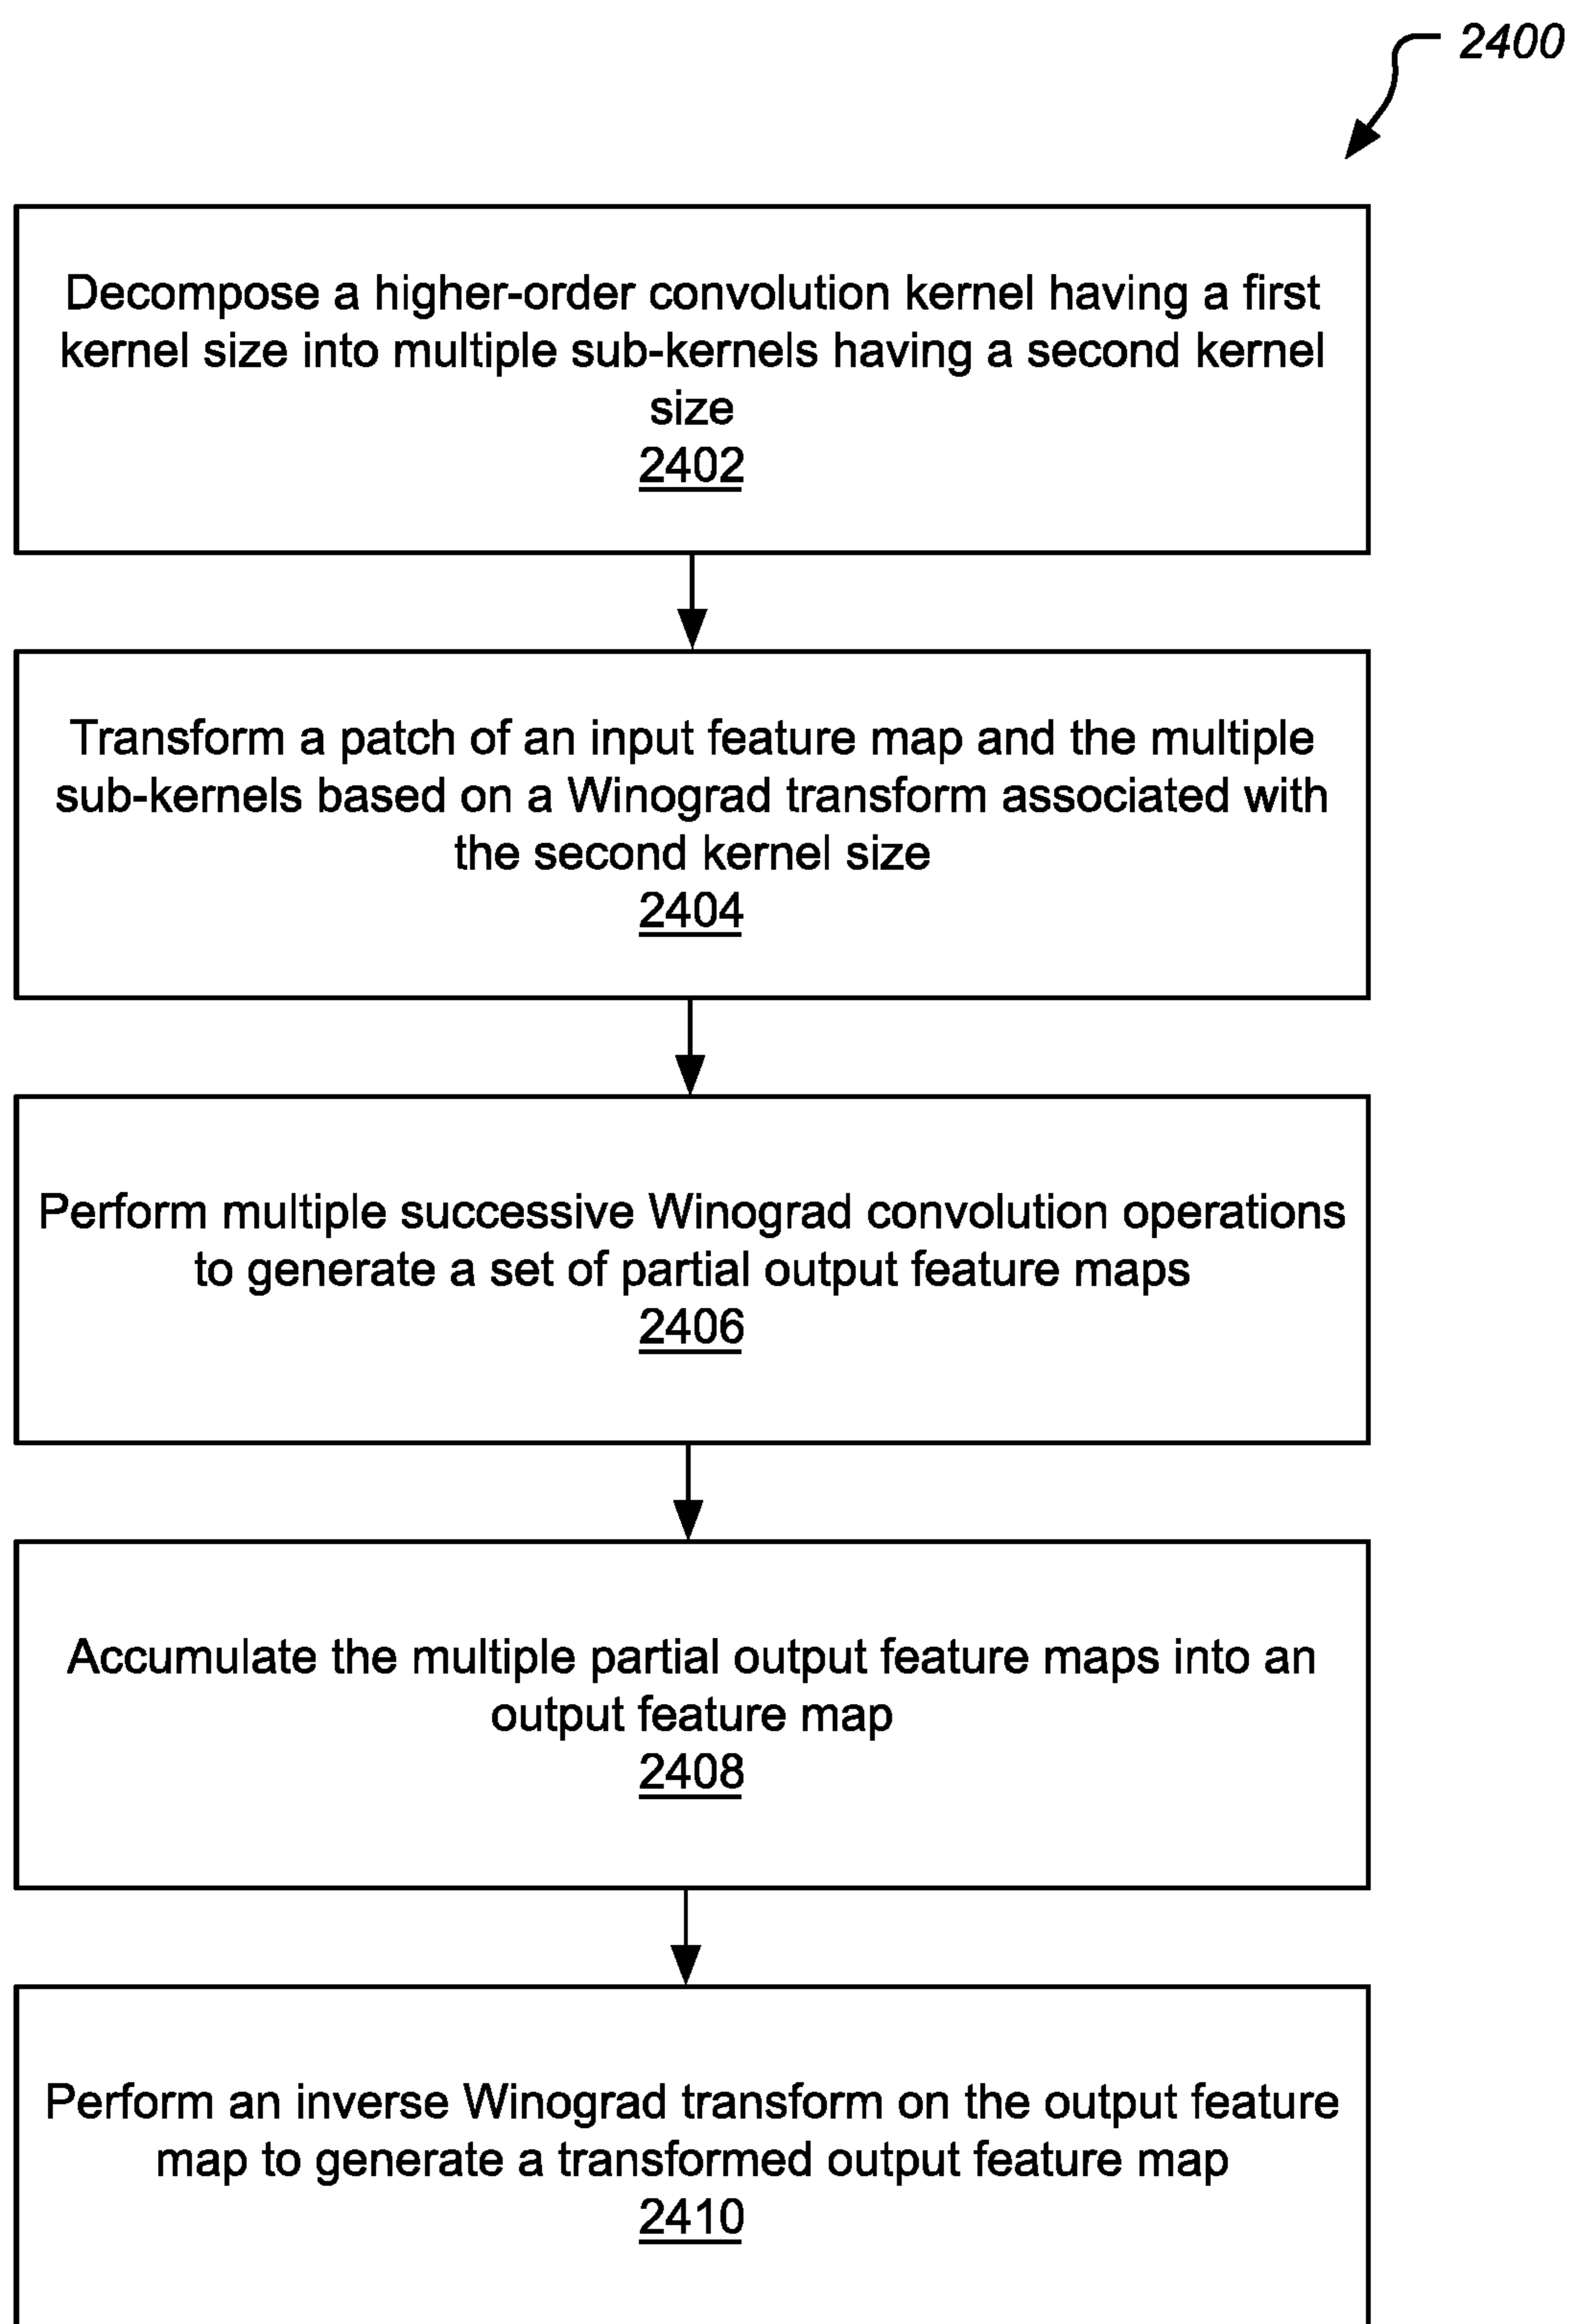 2400
Decompose a higher-order convolution kernel having a first
kernel size into multiple sub-kernels having a second kernel
size
2402
Transform a patch of an input feature map and the multiple
sub-kernels based on a Winograd transform associated with
the second kernel size
2404
Perform multiple successive Winograd convolution operations
to generate a set of partial output feature maps
2406
Accumulate the multiple partial output feature maps into an
output feature map
2408
Perform an inverse Winograd transform on the output feature
map to generate a transformed output feature map
2410